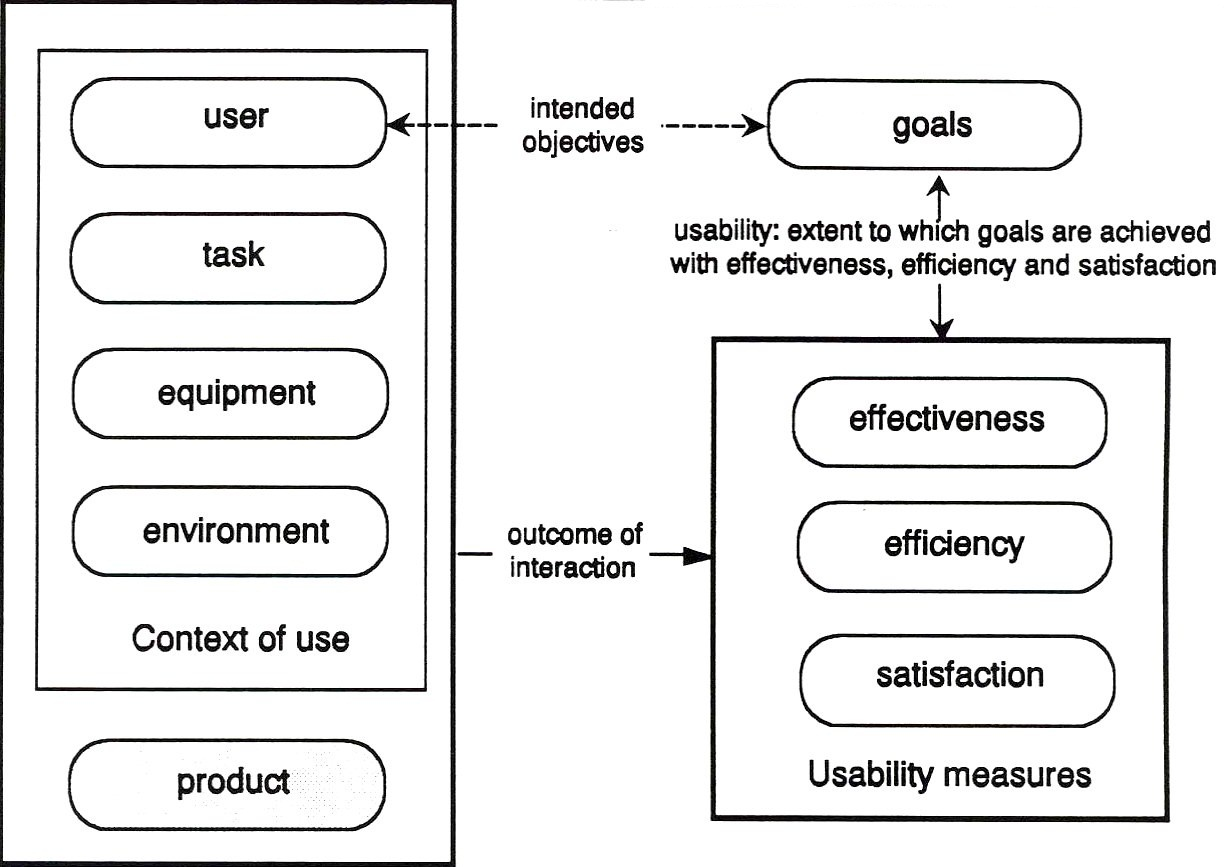 user
intended
objectives
goals
task
usability: extent to which goals are achieved
with effectiveness, efficiency and satisfaction
equipment
effectiveness
environment
outcome of
interaction
efficiency
Context of use
satisfaction
product
Usability measures